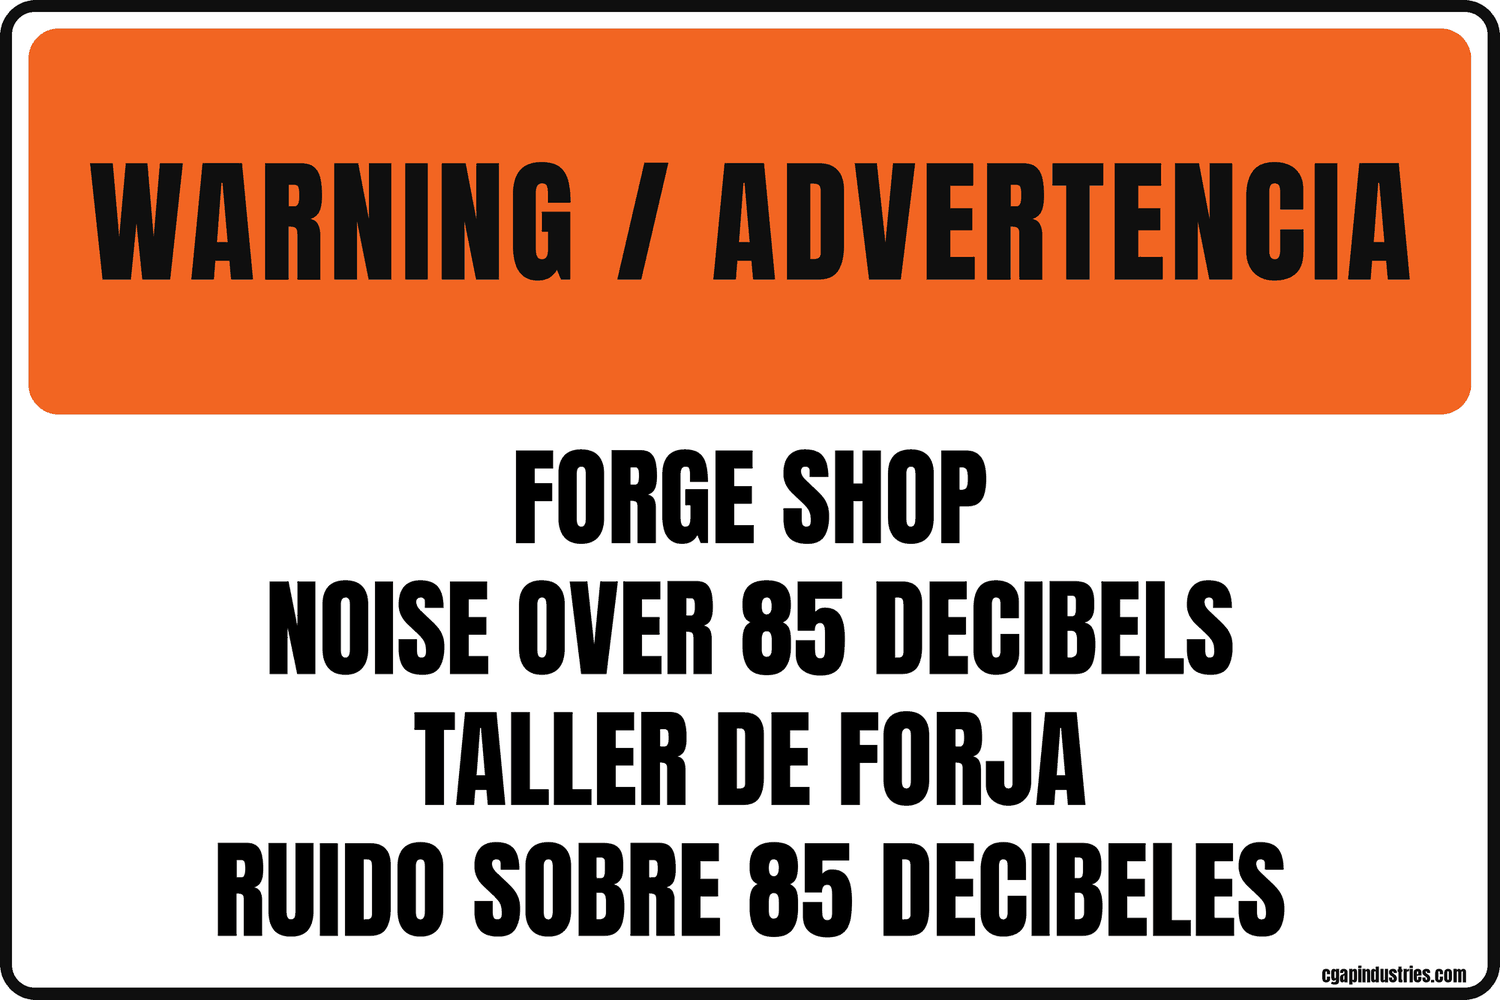 WARNING / ADVERTENCIA
FORGE SHOP
NOISE OVER 85 DECIBELS
TALLER DE FORJA
RUIDO SOBRE 85 DECIBELES
cgapindustries.com